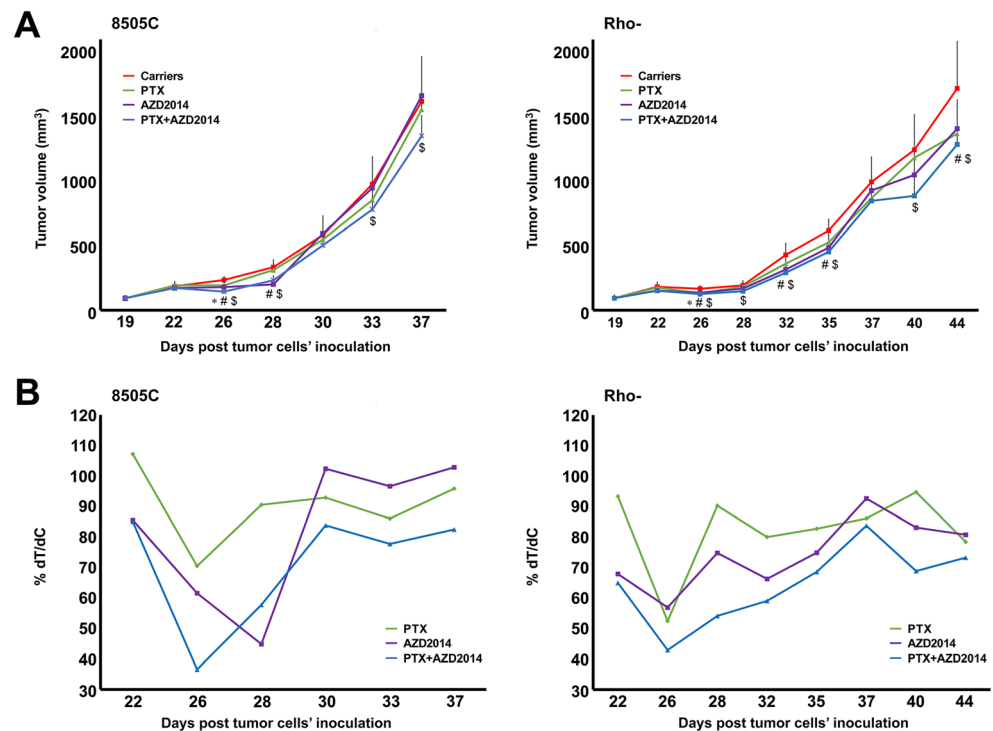 A
8505C
2000
1500
1000
500
0
Tumor volume (mm³)
Carriers
PTX
AZD2014
PTX+AZD2014
* # $
# $
$
$
19 22 26 28 30 33 37
Days post tumor cells' inoculation
Rho-
2000
1500
1000
500
0
Tumor volume (mm³)
Carriers
PTX
AZD2014
PTX+AZD2014
* # $
$
# $
# $
$
# $
19 22 26 28 32 35 37 40 44
Days post tumor cells' inoculation
B
8505C
120
110
100
90
80
70
60
50
40
30
% dT/dC
PTX
AZD2014
PTX+AZD2014
22 26 28 30 33 37
Days post tumor cells' inoculation
Rho-
120
110
100
90
80
70
60
50
40
30
% dT/dC
PTX
AZD2014
PTX+AZD2014
22 26 28 32 35 37 40 44
Days post tumor cells' inoculation